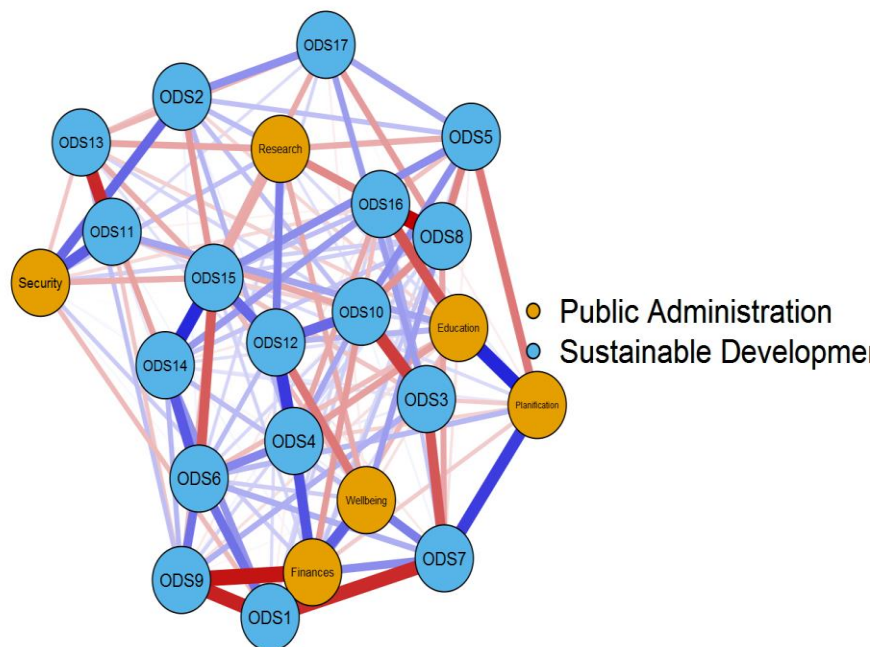 ODS17
ODS2
ODS5
ODS13
Research
ODS16
ODS11
ODS8
Security
ODS15
ODS10
Education
Public Administration
ODS12
Sustainable Developmen
ODS14
ODS3
Planification
ODS4
ODS6
Wellbeing
ODS7
Finances
ODS9
ODS1